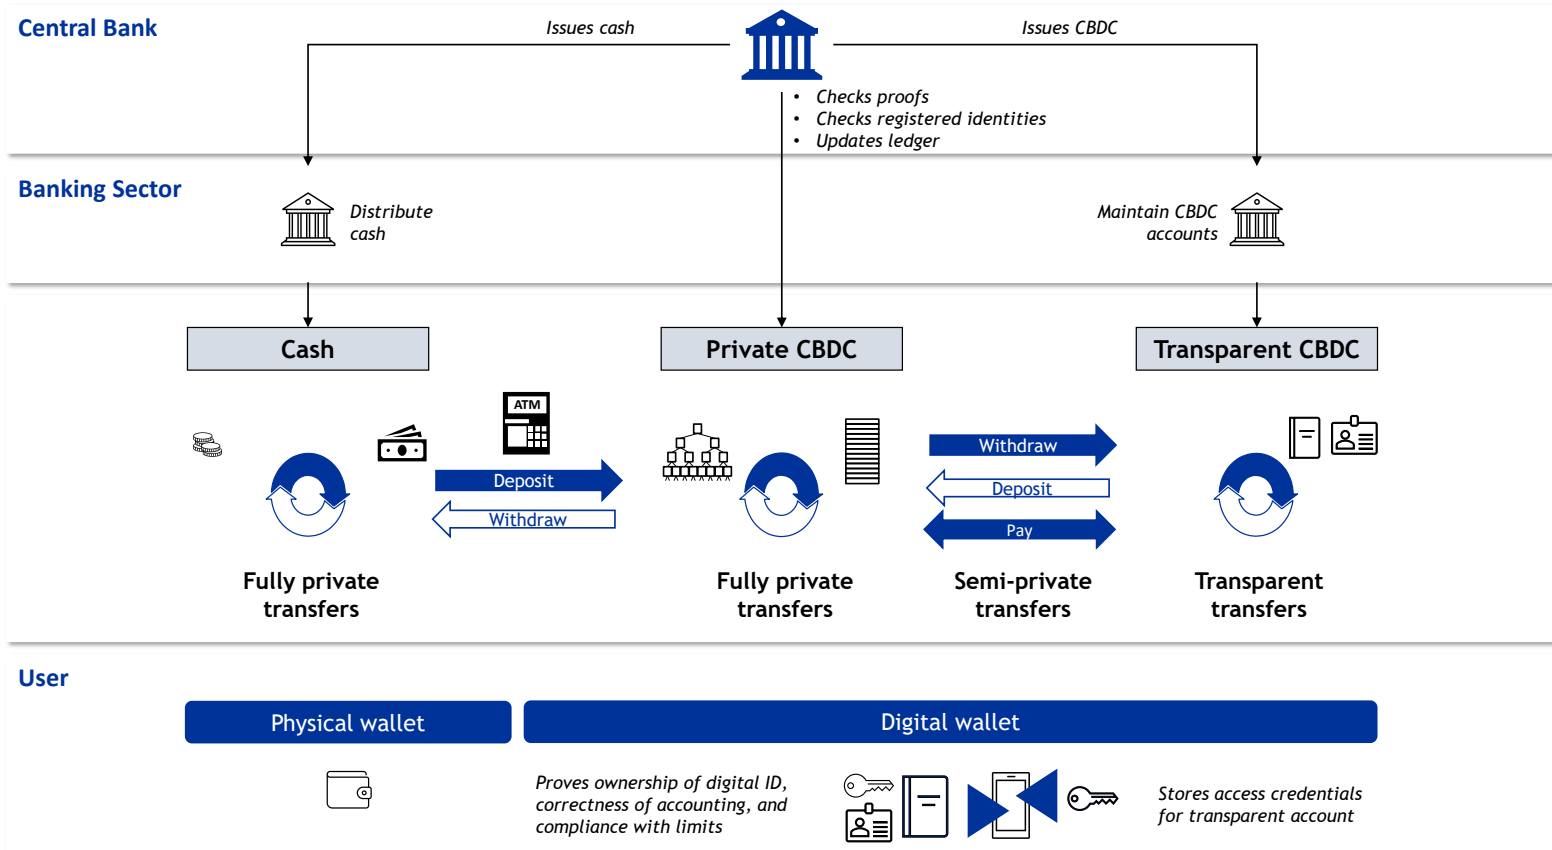 Central Bank
Issues cash
Issues CBDC
• Checks proofs
• Checks registered identities
• Updates ledger
Banking Sector
Distribute
cash
Maintain CBDC
accounts
Cash
Private CBDC
Transparent CBDC
ATM
Deposit
Withdraw
Withdraw
Deposit
Pay
Fully private
transfers
Fully private
transfers
Semi-private
transfers
Transparent
transfers
User
Physical wallet
Digital wallet
Proves ownership of digital ID,
correctness of accounting, and
compliance with limits
Stores access credentials
for transparent account